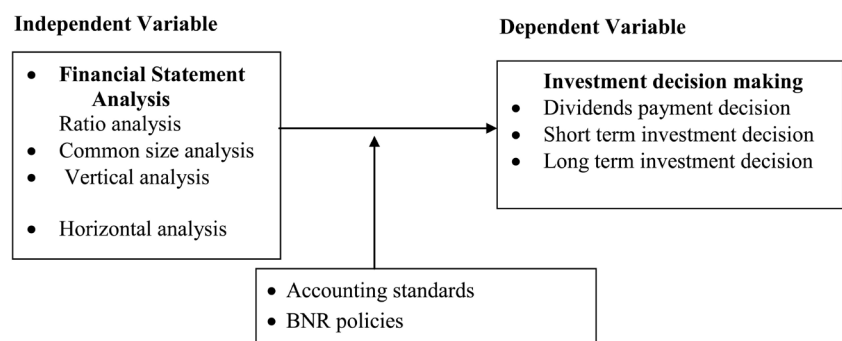 Independent Variable
• Financial Statement
Analysis
Ratio analysis
• Common size analysis
• Vertical analysis
• Horizontal analysis
Dependent Variable
Investment decision making
• Dividends payment decision
• Short term investment decision
• Long term investment decision
• Accounting standards
• BNR policies